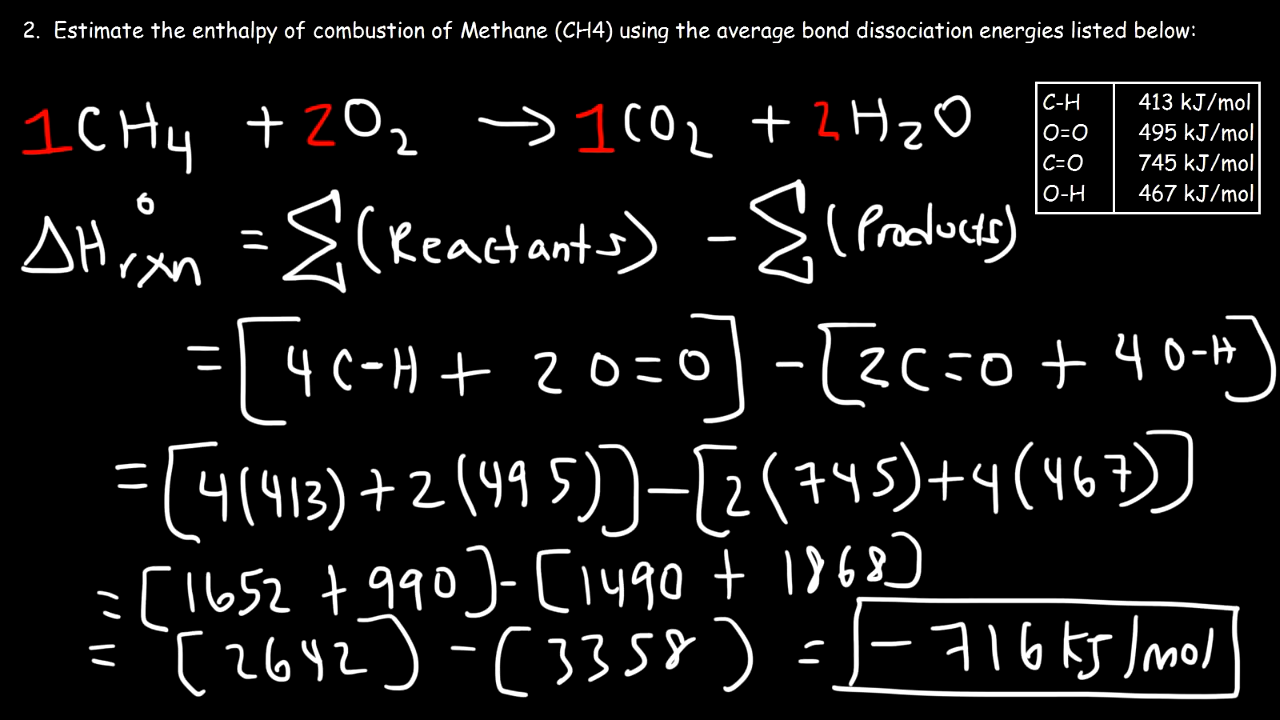 2. Estimate the enthalpy of combustion of Methane (CH4) using the average bond dissociation energies listed below:
1CH₄ + 2O₂ → 1CO₂ + 2H₂O
C-H 413 kJ/mol
O=O 495 kJ/mol
C=O 745 kJ/mol
O-H 467 kJ/mol
ΔH°rxn = Σ(Reactants) - Σ(Products)
= [4 C-H + 2 O=O] - [2C=O + 4 O-H]
= [4(413) + 2(495)] - [2(745) + 4(467)]
= [1652 + 990] - [1490 + 1868]
= [2642] - (3358) = -716 kJ/mol